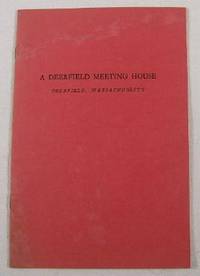 A DEERFIELD MEETING HOUSE
DEERFIELD, MASSACHUSETTS